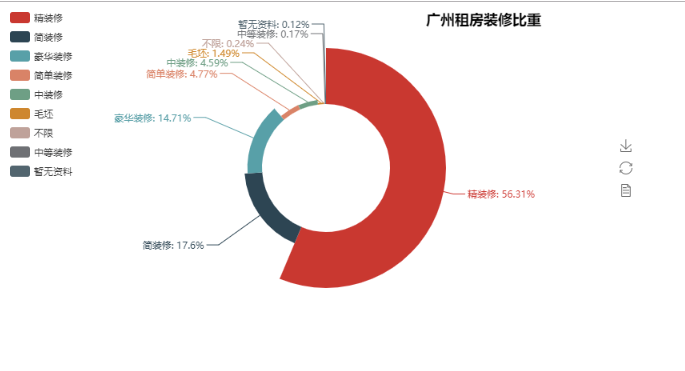 广州租房装修比重
精装修
简装修
豪华装修
简单装修
中装修
毛坯
不限
中等装修
暂无资料
暂无资料: 0.12%
中等装修: 0.17%
不限: 0.24%
毛坯: 1.49%
中装修: 4.59%
简单装修: 4.77%
豪华装修: 14.71%
简装修: 17.6%
精装修: 56.31%